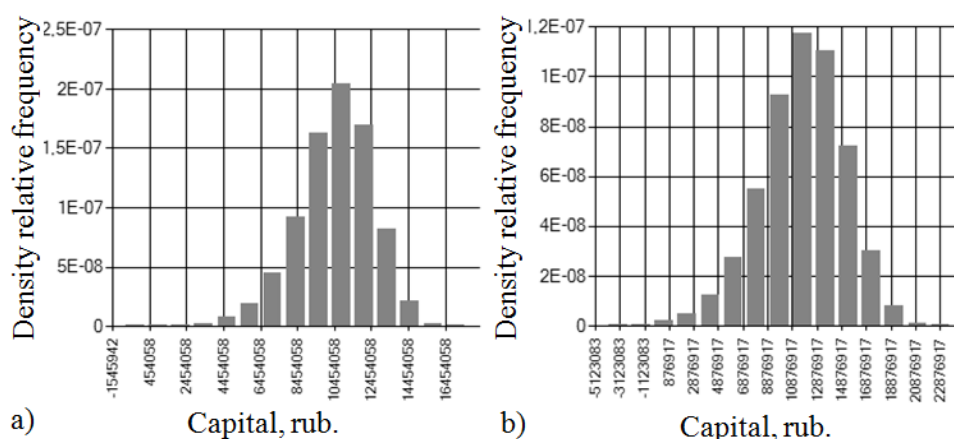 Density relative frequency
2,5E-07
2E-07
1,5E-07
1E-07
5E-08
0
-1545942
454058
2454058
4454058
6454058
8454058
10454058
12454058
14454058
16454058
a)
Capital, rub.
Density relative frequency
1,2E-07
1E-07
8E-08
6E-08
4E-08
2E-08
0
-5123083
-3123083
-1123083
876917
2876917
4876917
6876917
8876917
10876917
12876917
14876917
16876917
18876917
20876917
22876917
b)
Capital, rub.